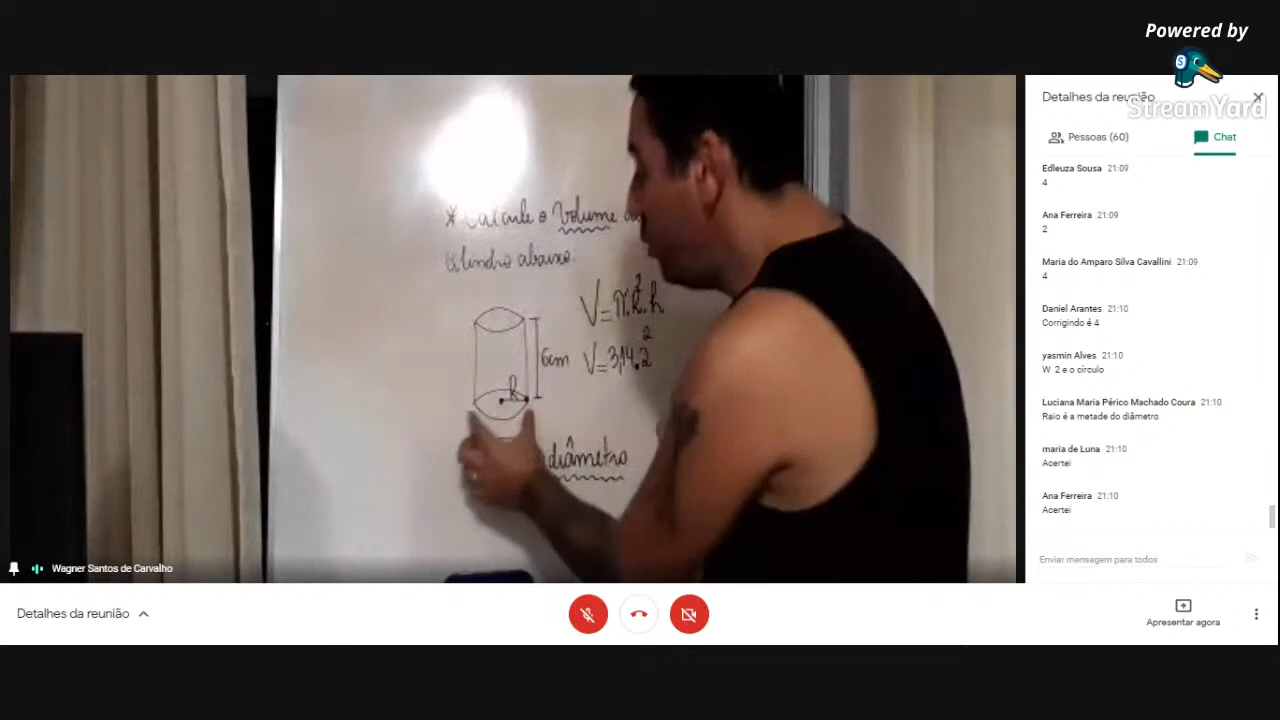 Powered by
StreamYard
* Calcule o Volume do
cilindro abaixo.
V=π.R².h
6cm
V=3,14.2²
R
diâmetro
Wagner Santos de Carvalho
Detalhes da reunião
Pessoas (60)
Chat
Edleuza Sousa 21:09
4
Ana Ferreira 21:09
2
Maria do Amparo Silva Cavallini 21:09
4
Daniel Arantes 21:10
Corrigindo é 4
yasmin Alves 21:10
W 2 e o círculo
Luciana Maria Périco Machado Coura 21:10
Raio é a metade do diâmetro
maria de Luna 21:10
Acertei
Ana Ferreira 21:10
Acertei
Enviar mensagem para todos
Detalhes da reunião
Apresentar agora